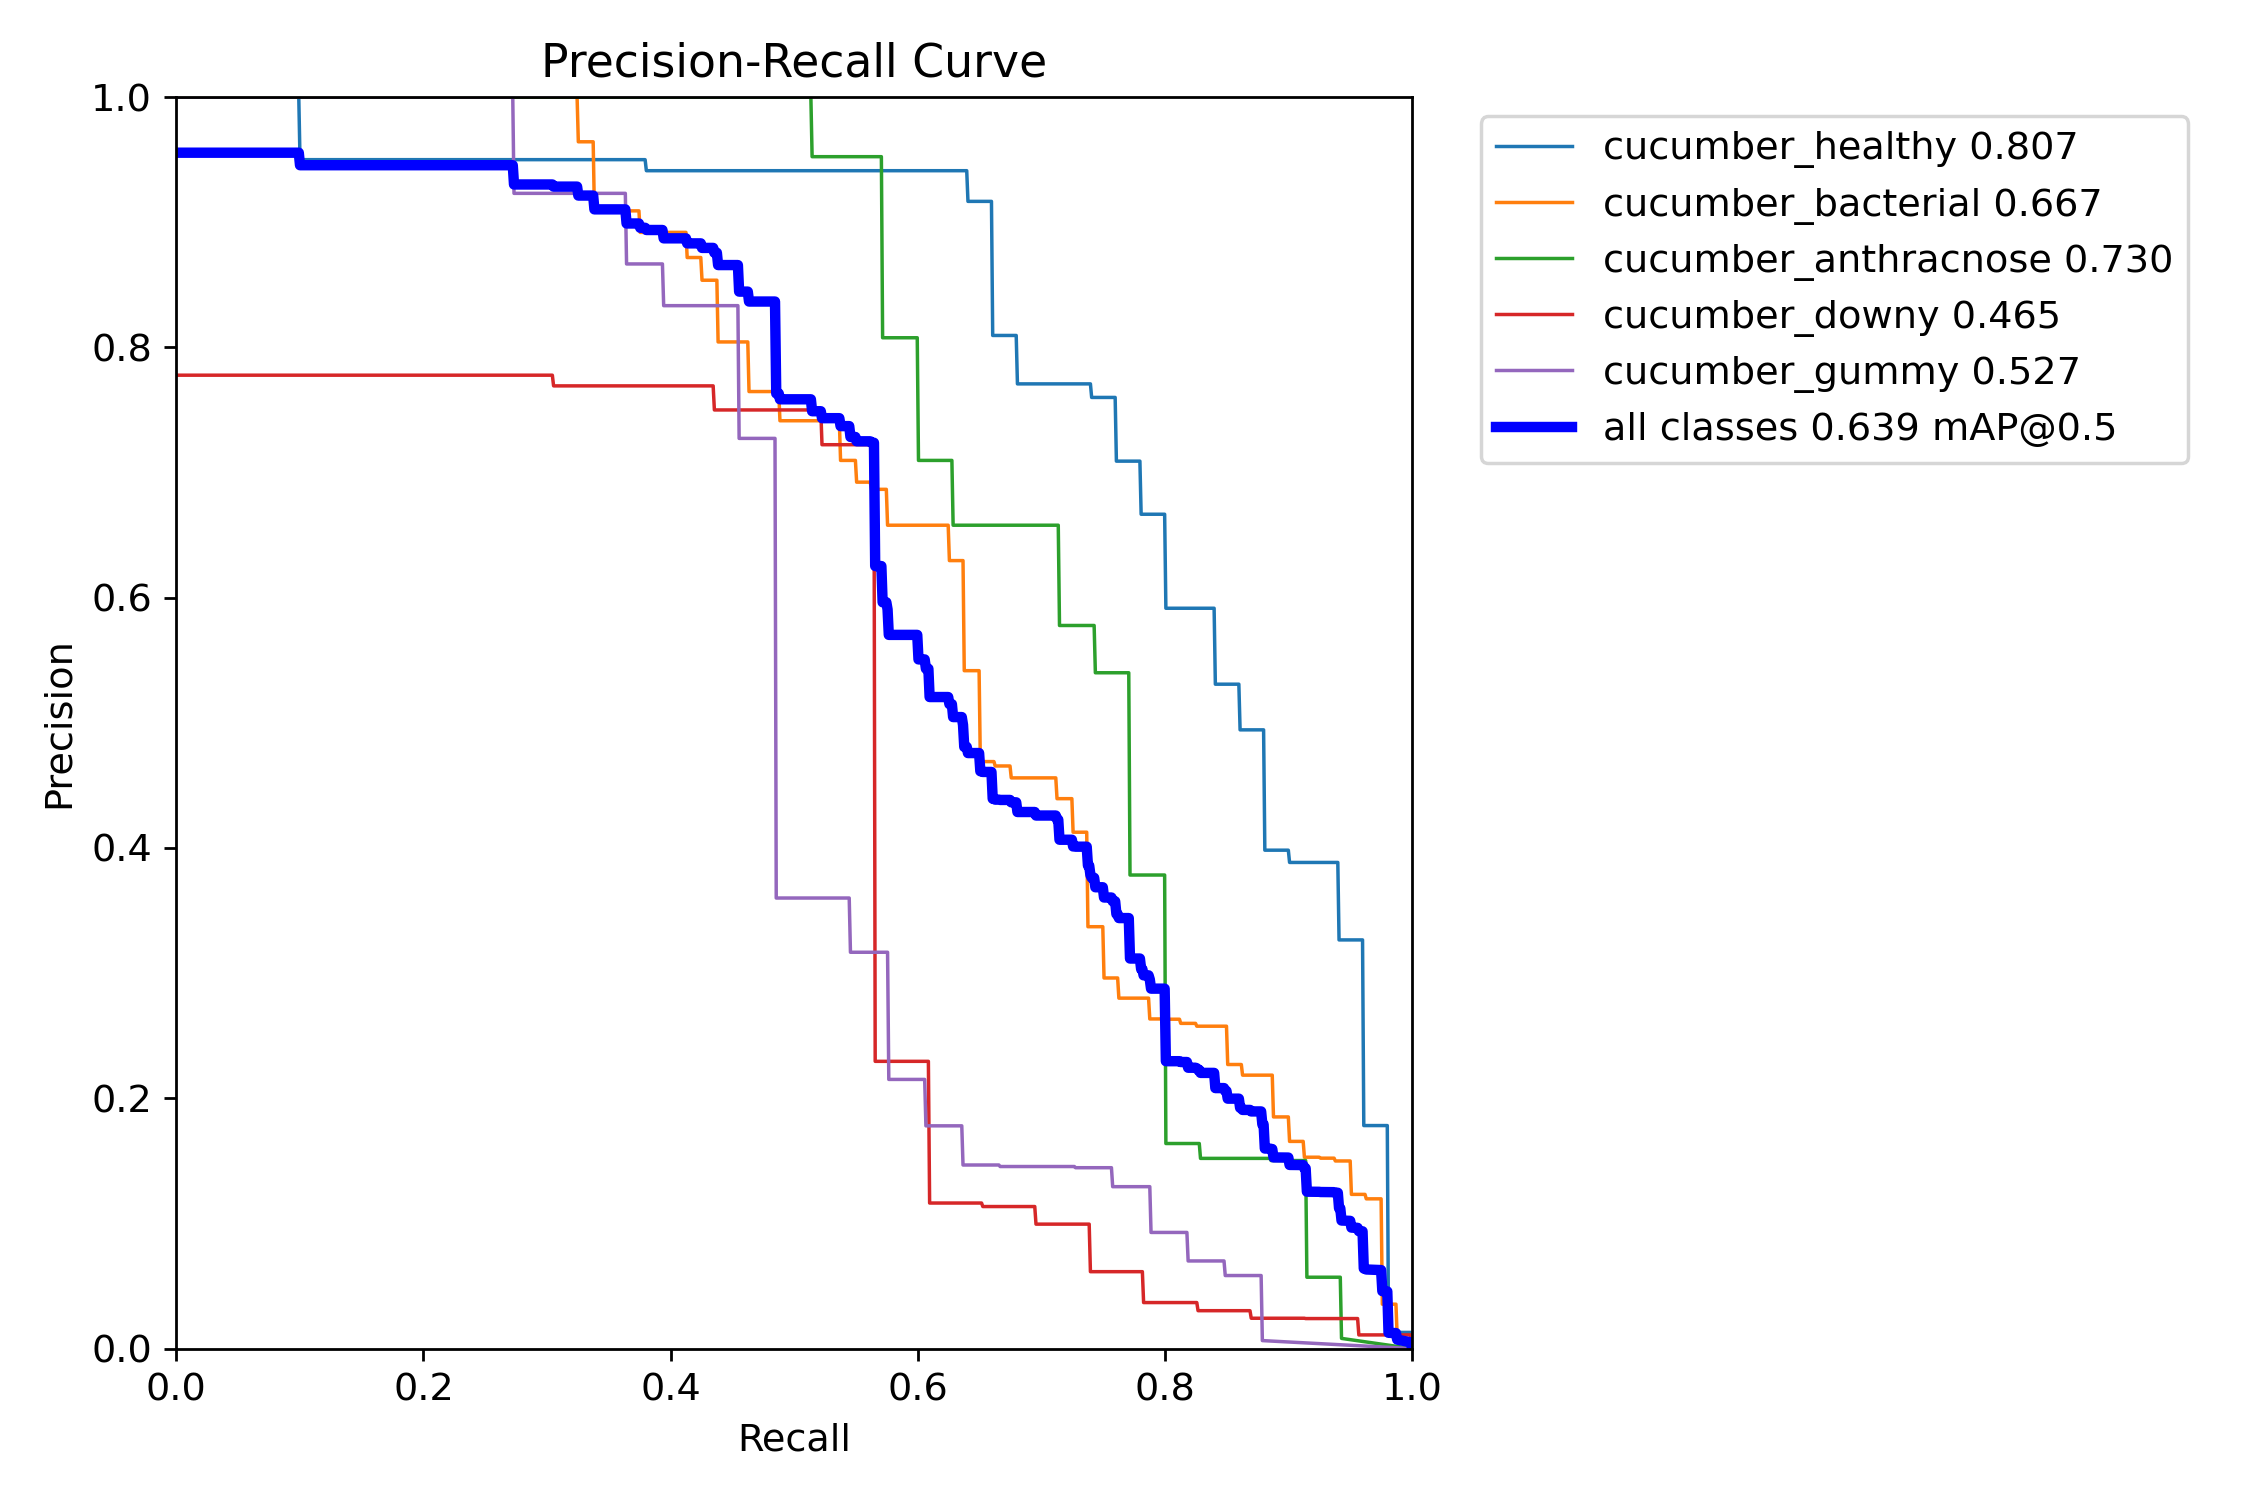 Precision-Recall Curve
1.0
0.8
0.6
0.4
0.2
0.0
Precision
0.0 0.2 0.4 0.6 0.8 1.0
Recall
cucumber_healthy 0.807
cucumber_bacterial 0.667
cucumber_anthracnose 0.730
cucumber_downy 0.465
cucumber_gummy 0.527
all classes 0.639 mAP@0.5